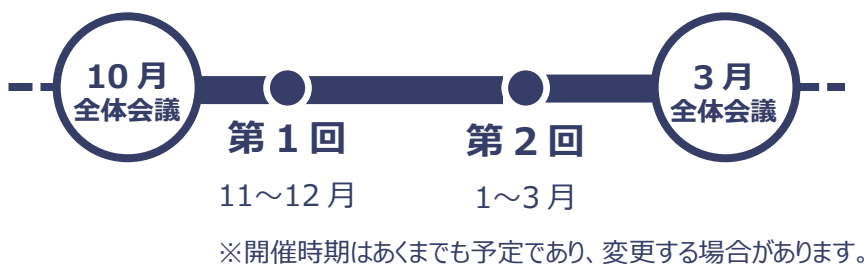 10月
全体会議
3月
全体会議
第1回
第2回
11～12月
1～3月
※開催時期はあくまでも予定であり、変更する場合があります。